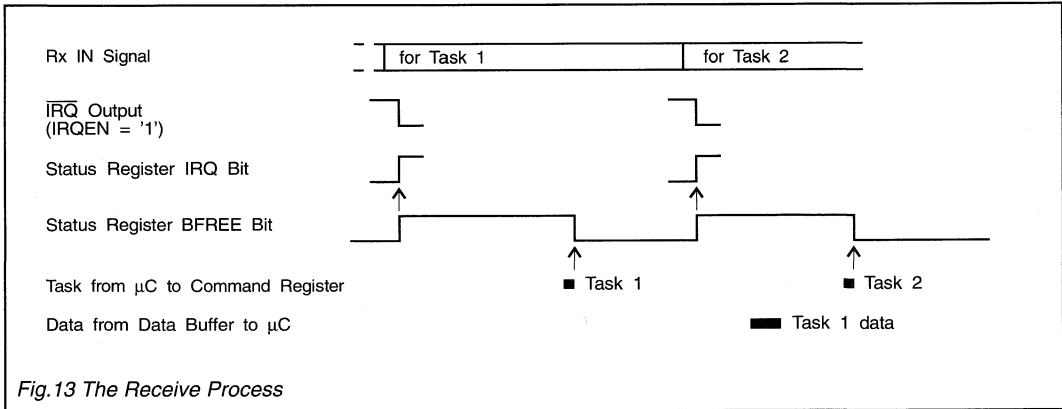 Rx IN Signal
for Task 1
for Task 2
IRQ Output
(IRQEN = '1')
Status Register IRQ Bit
Status Register BFREE Bit
Task from µC to Command Register
Task 1
Task 2
Data from Data Buffer to µC
Task 1 data
Fig.13 The Receive Process